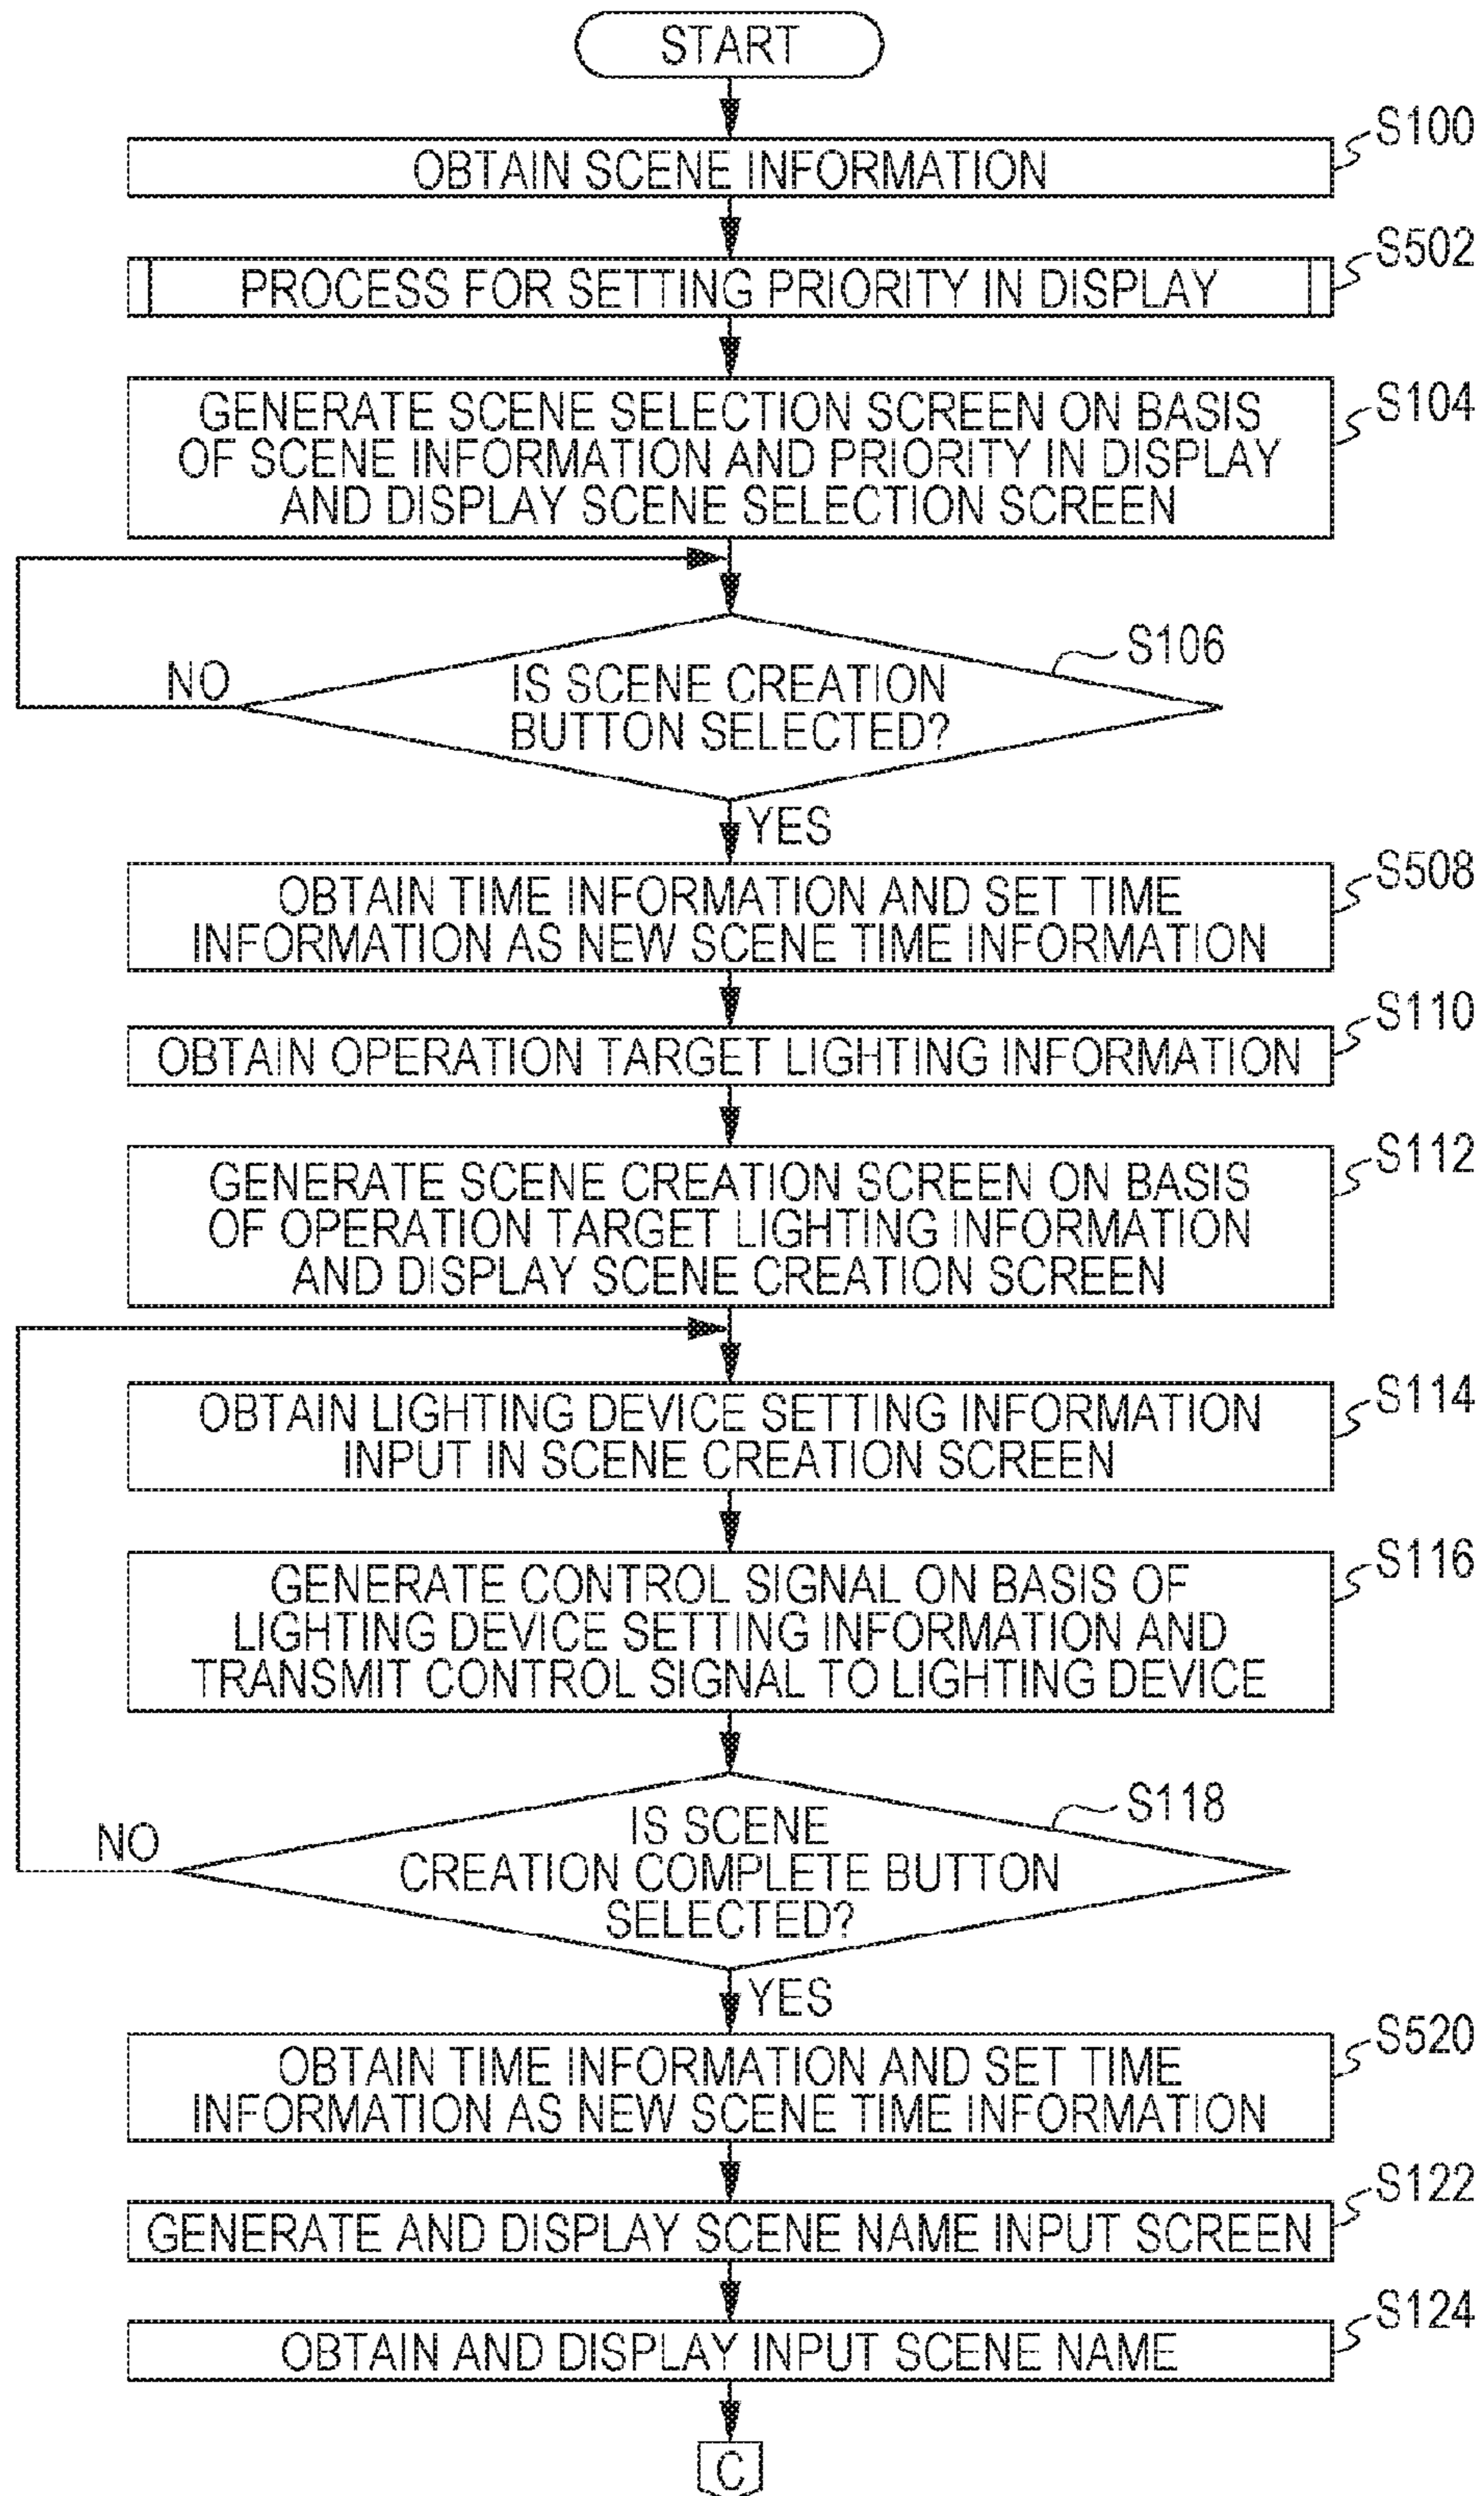 START
S100
OBTAIN SCENE INFORMATION
S502
PROCESS FOR SETTING PRIORITY IN DISPLAY
S104
GENERATE SCENE SELECTION SCREEN ON BASIS
OF SCENE INFORMATION AND PRIORITY IN DISPLAY
AND DISPLAY SCENE SELECTION SCREEN
S106
NO
IS SCENE CREATION
BUTTON SELECTED?
YES
S508
OBTAIN TIME INFORMATION AND SET TIME
INFORMATION AS NEW SCENE TIME INFORMATION
S110
OBTAIN OPERATION TARGET LIGHTING INFORMATION
S112
GENERATE SCENE CREATION SCREEN ON BASIS
OF OPERATION TARGET LIGHTING INFORMATION
AND DISPLAY SCENE CREATION SCREEN
S114
OBTAIN LIGHTING DEVICE SETTING INFORMATION
INPUT IN SCENE CREATION SCREEN
S116
GENERATE CONTROL SIGNAL ON BASIS OF
LIGHTING DEVICE SETTING INFORMATION AND
TRANSMIT CONTROL SIGNAL TO LIGHTING DEVICE
S118
NO
IS SCENE
CREATION COMPLETE BUTTON
SELECTED?
YES
S520
OBTAIN TIME INFORMATION AND SET TIME
INFORMATION AS NEW SCENE TIME INFORMATION
S122
GENERATE AND DISPLAY SCENE NAME INPUT SCREEN
S124
OBTAIN AND DISPLAY INPUT SCENE NAME
C